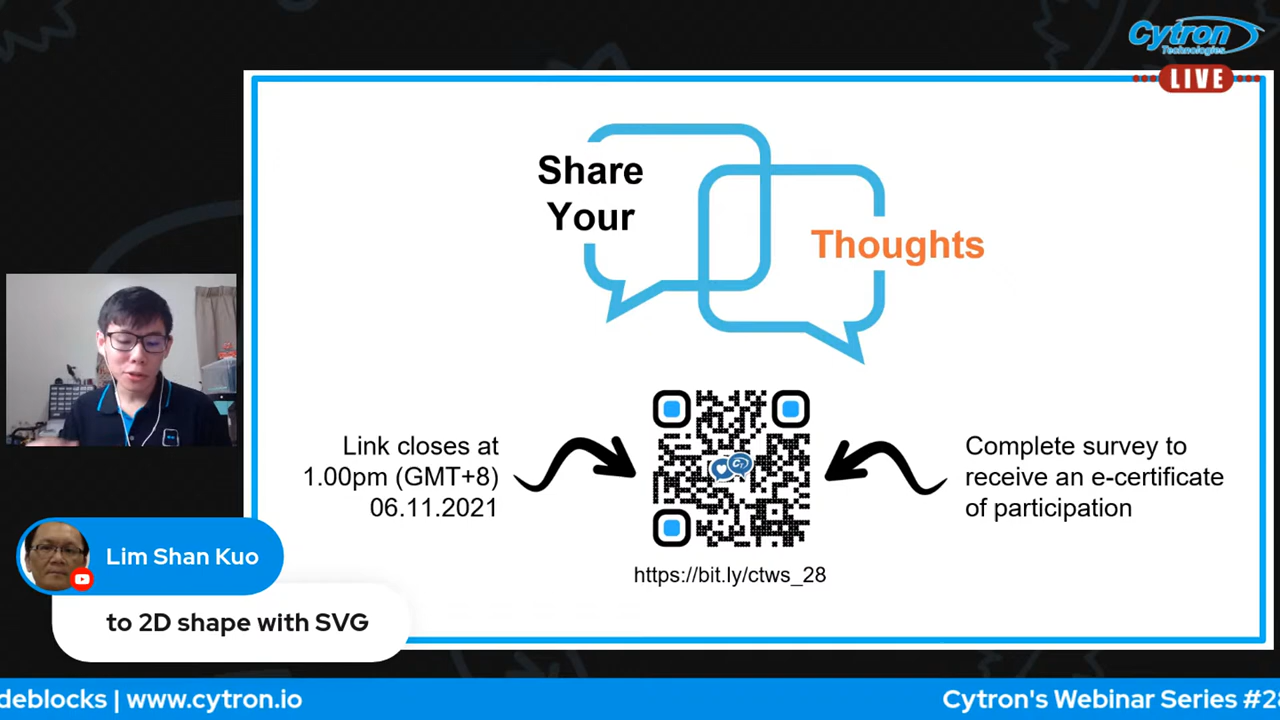 Cytron
Technologies
LIVE
Share
Your
Thoughts
Link closes at
1.00pm (GMT+8)
06.11.2021
Complete survey to
receive an e-certificate
of participation
https://bit.ly/ctws_28
Lim Shan Kuo
to 2D shape with SVG
deblocks | www.cytron.io
Cytron's Webinar Series #2